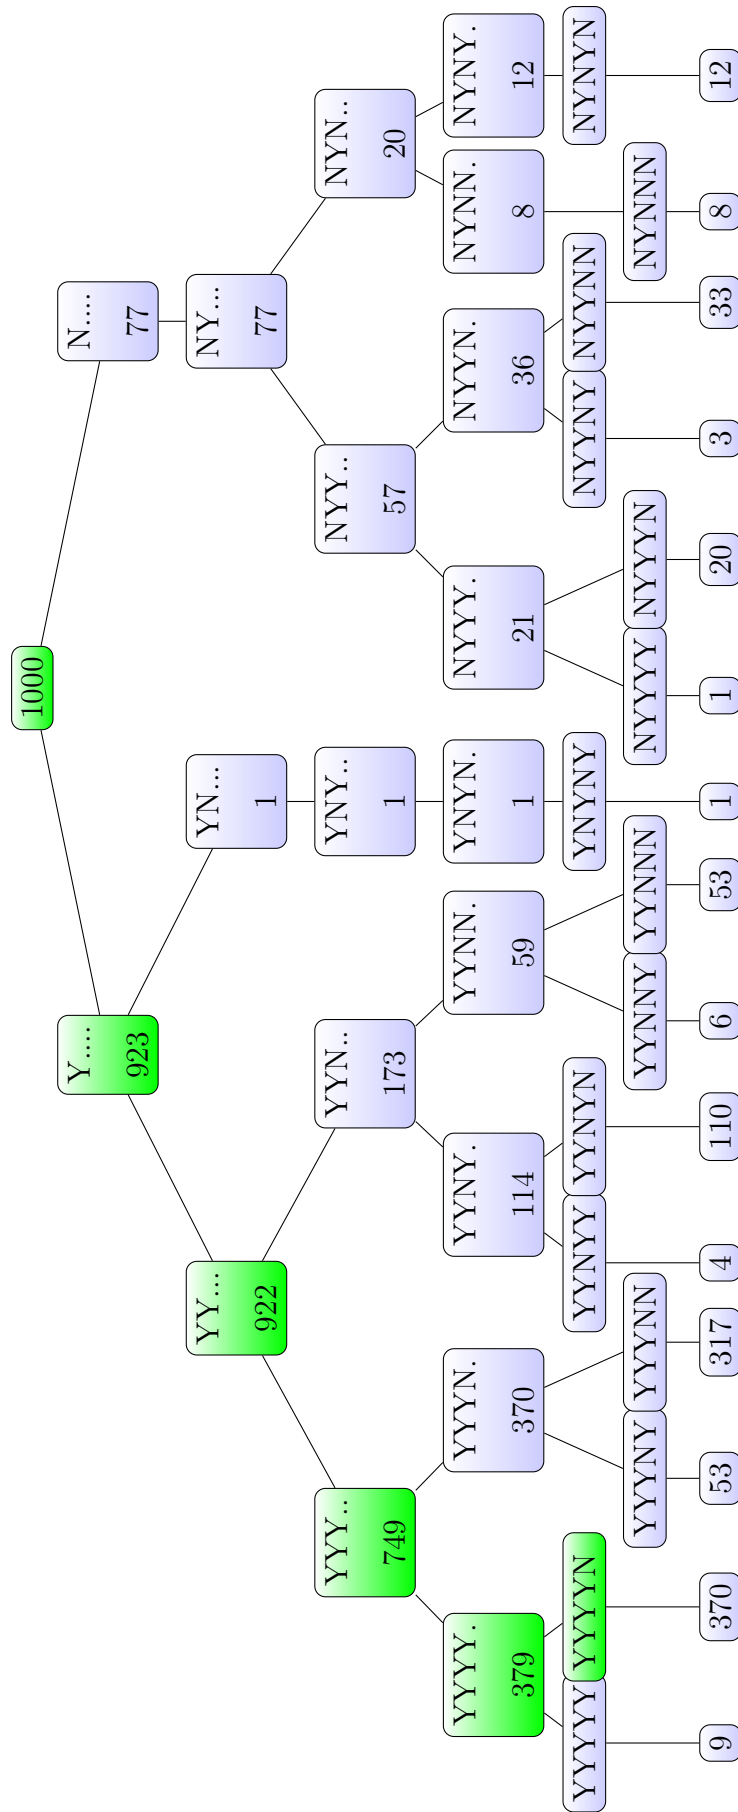 1000
Y....
923
N....
77
YY...
922
YN...
1
NY...
77
YYY..
749
YYN..
173
YNY..
1
NYY..
57
NYN..
20
YYYY.
379
YYYN.
370
YYNY.
114
YYNN.
59
YNYN.
1
NYYY.
21
NYYN.
36
NYNN.
8
NYNY.
12
YYYYY
YYYYN
YYYNY
YYYNN
YYNYY
YYNYN
YYNNY
YYNNN
YNYNY
NYYYY
NYYYN
NYYNY
NYYNN
NYNNN
NYNYN
9
370
53
317
4
110
6
53
1
1
20
3
33
8
12